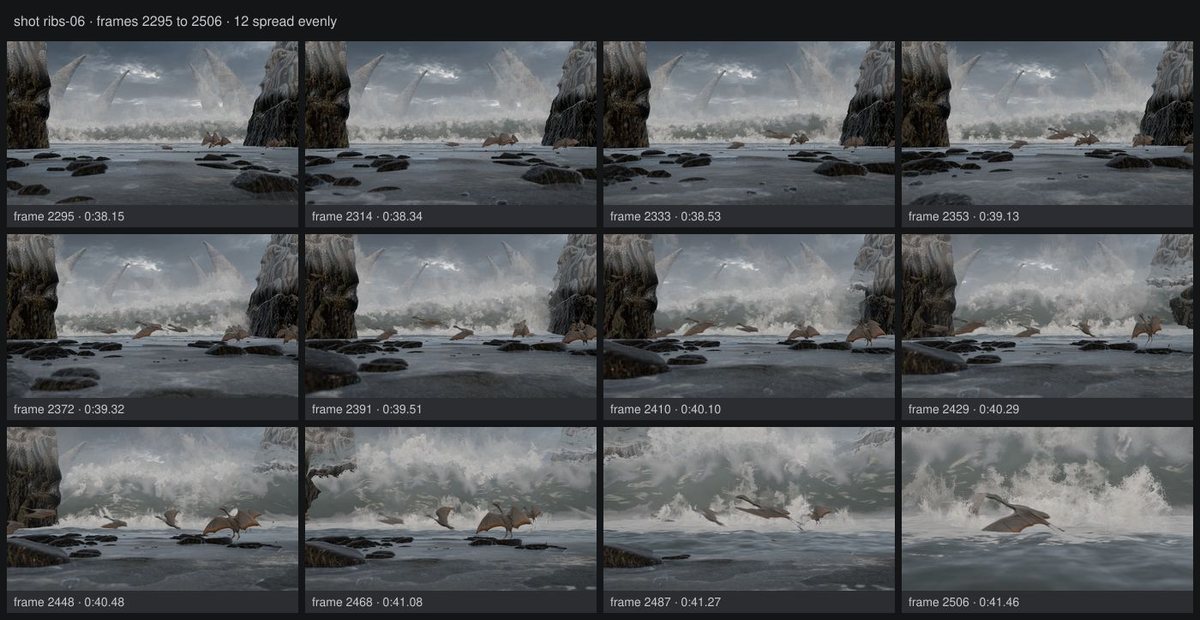 shot ribs-06 · frames 2295 to 2506 · 12 spread evenly
frame 2295 · 0:38.15
frame 2314 · 0:38.34
frame 2333 · 0:38.53
frame 2353 · 0:39.13
frame 2372 · 0:39.32
frame 2391 · 0:39.51
frame 2410 · 0:40.10
frame 2429 · 0:40.29
frame 2448 · 0:40.48
frame 2468 · 0:41.08
frame 2487 · 0:41.27
frame 2506 · 0:41.46